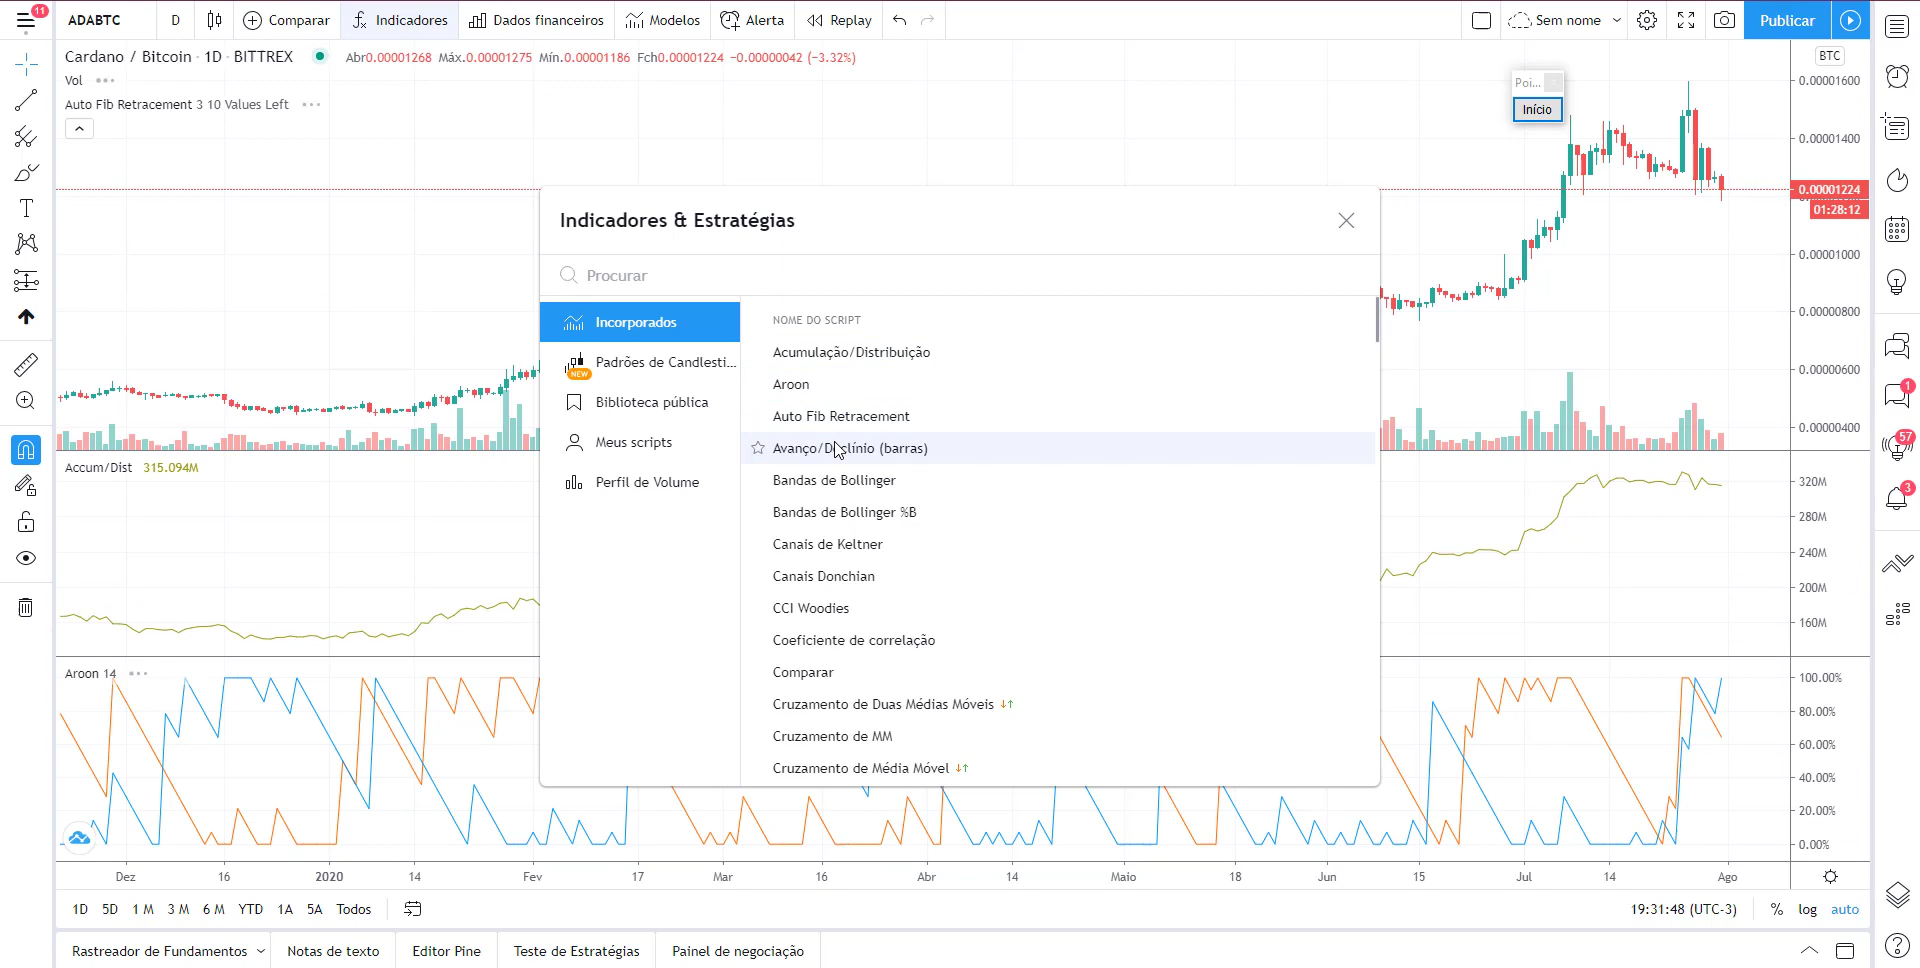 11
ADABTC
D
Comparar
Indicadores
Dados financeiros
Modelos
Alerta
Replay
Sem nome
Publicar
Cardano / Bitcoin · 1D · BITTREX
Abr0.00001268 Máx.0.00001275 Mín.0.00001186 Fch0.00001224 −0.00000042 (−3.32%)
Vol
Auto Fib Retracement 3 10 Values Left
Poi...
Início
BTC
0.00001600
0.00001400
0.00001224
01:28:12
0.00001000
0.00000800
0.00000600
0.00000400
Indicadores & Estratégias
Procurar
Incorporados
Padrões de Candlesti...
NEW
Biblioteca pública
Meus scripts
Perfil de Volume
NOME DO SCRIPT
Acumulação/Distribuição
Aroon
Auto Fib Retracement
Avanço/Declínio (barras)
Bandas de Bollinger
Bandas de Bollinger %B
Canais de Keltner
Canais Donchian
CCI Woodies
Coeficiente de correlação
Comparar
Cruzamento de Duas Médias Móveis
Cruzamento de MM
Cruzamento de Média Móvel
Accum/Dist 315.094M
320M
280M
240M
200M
160M
Aroon 14
100.00%
80.00%
60.00%
40.00%
20.00%
0.00%
Dez 16 2020 14 Fev 17 Mar 16 Abr 14 Maio 18 Jun 15 Jul 14 Ago
1D 5D 1 M 3 M 6 M YTD 1A 5A Todos
19:31:48 (UTC-3) % log auto
Rastreador de Fundamentos
Notas de texto
Editor Pine
Teste de Estratégias
Painel de negociação
1
57
3